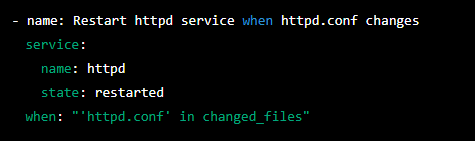 - name: Restart httpd service when httpd.conf changes
  service:
    name: httpd
    state: restarted
  when: "'httpd.conf' in changed_files"